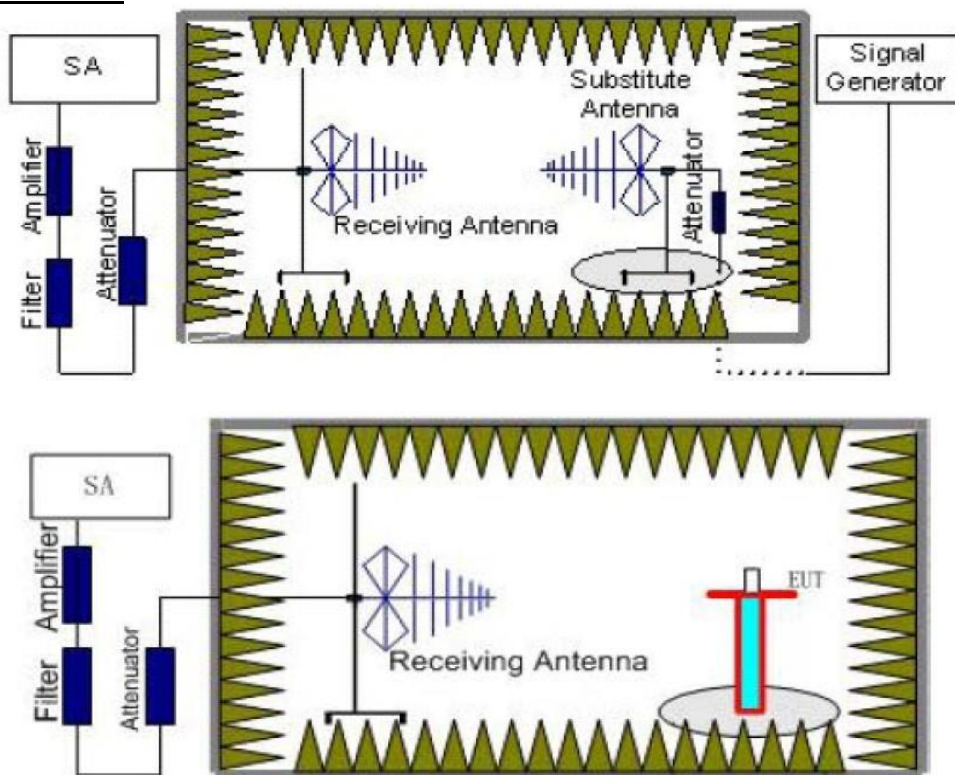 SA
Amplifier
Filter
Attenuator
Receiving Antenna
Substitute
Antenna
Attenuator
Signal
Generator
SA
Amplifier
Filter
Attenuator
Receiving Antenna
EUT